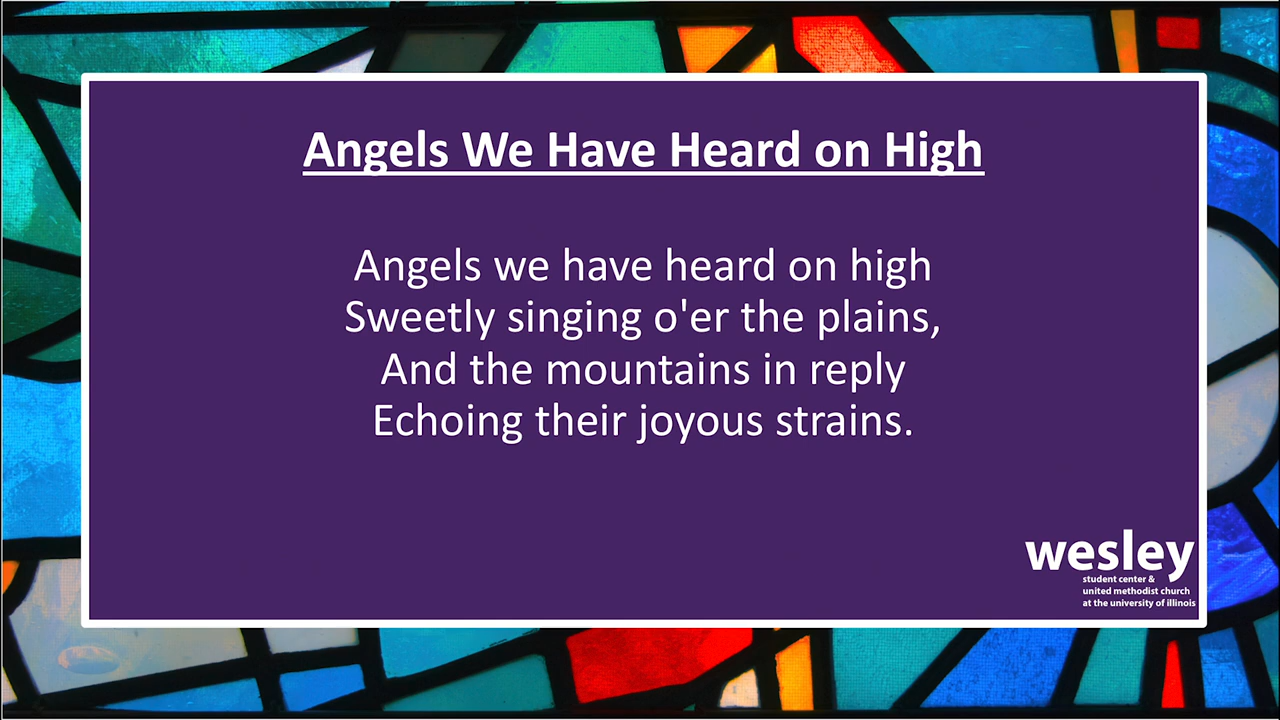 Angels We Have Heard on High
Angels we have heard on high
Sweetly singing o'er the plains,
And the mountains in reply
Echoing their joyous strains.
wesley
student center &
united methodist church
at the university of illinois